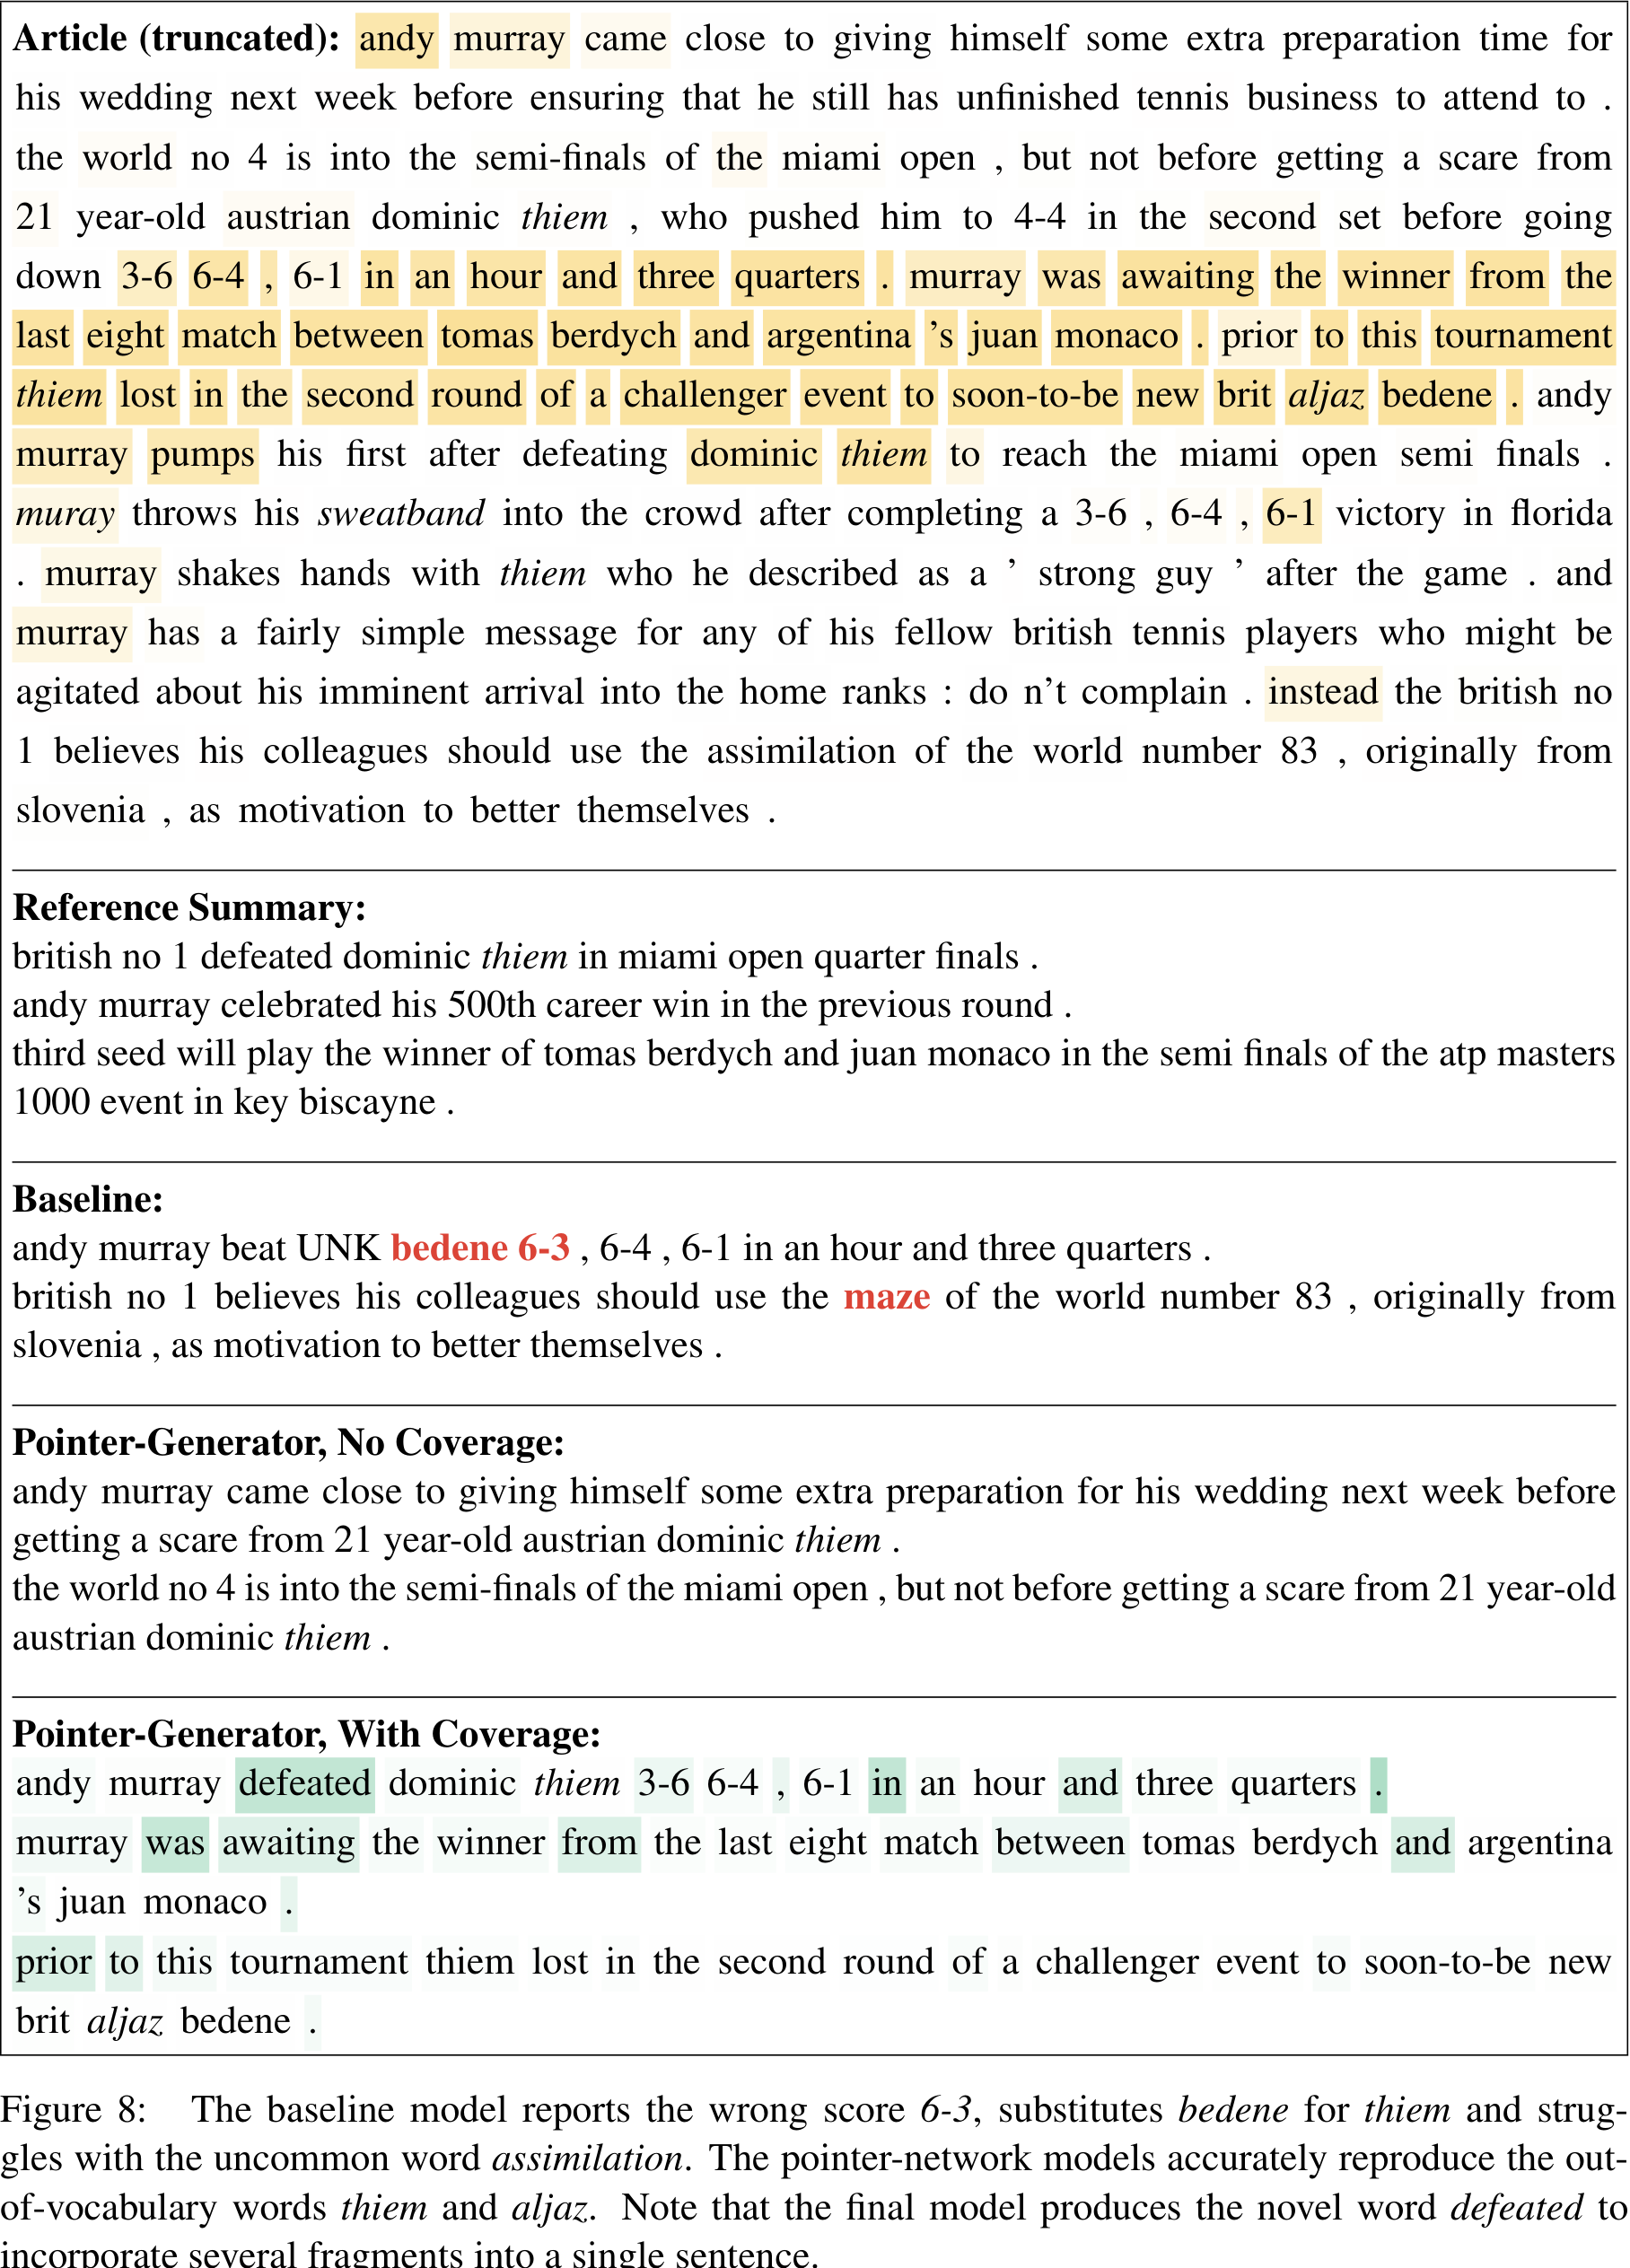 Article (truncated): andy murray came close to giving himself some extra preparation time for
his wedding next week before ensuring that he still has unfinished tennis business to attend to .
the world no 4 is into the semi-finals of the miami open , but not before getting a scare from
21 year-old austrian dominic thiem , who pushed him to 4-4 in the second set before going
down 3-6 6-4 , 6-1 in an hour and three quarters . murray was awaiting the winner from the
last eight match between tomas berdych and argentina 's juan monaco . prior to this tournament
thiem lost in the second round of a challenger event to soon-to-be new brit aljaz bedene . andy
murray pumps his first after defeating dominic thiem to reach the miami open semi finals .
muray throws his sweatband into the crowd after completing a 3-6 , 6-4 , 6-1 victory in florida
. murray shakes hands with thiem who he described as a ' strong guy ' after the game . and
murray has a fairly simple message for any of his fellow british tennis players who might be
agitated about his imminent arrival into the home ranks : do n't complain . instead the british no
1 believes his colleagues should use the assimilation of the world number 83 , originally from
slovenia , as motivation to better themselves .
Reference Summary:
british no 1 defeated dominic thiem in miami open quarter finals .
andy murray celebrated his 500th career win in the previous round .
third seed will play the winner of tomas berdych and juan monaco in the semi finals of the atp masters
1000 event in key biscayne .
Baseline:
andy murray beat UNK bedene 6-3 , 6-4 , 6-1 in an hour and three quarters .
british no 1 believes his colleagues should use the maze of the world number 83 , originally from
slovenia , as motivation to better themselves .
Pointer-Generator, No Coverage:
andy murray came close to giving himself some extra preparation for his wedding next week before
getting a scare from 21 year-old austrian dominic thiem .
the world no 4 is into the semi-finals of the miami open , but not before getting a scare from 21 year-old
austrian dominic thiem .
Pointer-Generator, With Coverage:
andy murray defeated dominic thiem 3-6 6-4 , 6-1 in an hour and three quarters .
murray was awaiting the winner from the last eight match between tomas berdych and argentina
's juan monaco .
prior to this tournament thiem lost in the second round of a challenger event to soon-to-be new
brit aljaz bedene .
Figure 8: The baseline model reports the wrong score 6-3, substitutes bedene for thiem and strug-
gles with the uncommon word assimilation. The pointer-network models accurately reproduce the out-
of-vocabulary words thiem and aljaz. Note that the final model produces the novel word defeated to
incorporate several fragments into a single sentence.